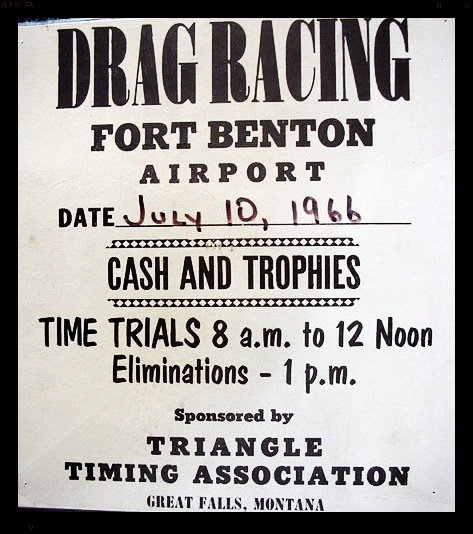 DRAG RACING
FORT BENTON
AIRPORT
DATE July 10, 1966
CASH AND TROPHIES
TIME TRIALS 8 a.m. to 12 Noon
Eliminations - 1 p.m.
Sponsored by
TRIANGLE
TIMING ASSOCIATION
GREAT FALLS, MONTANA